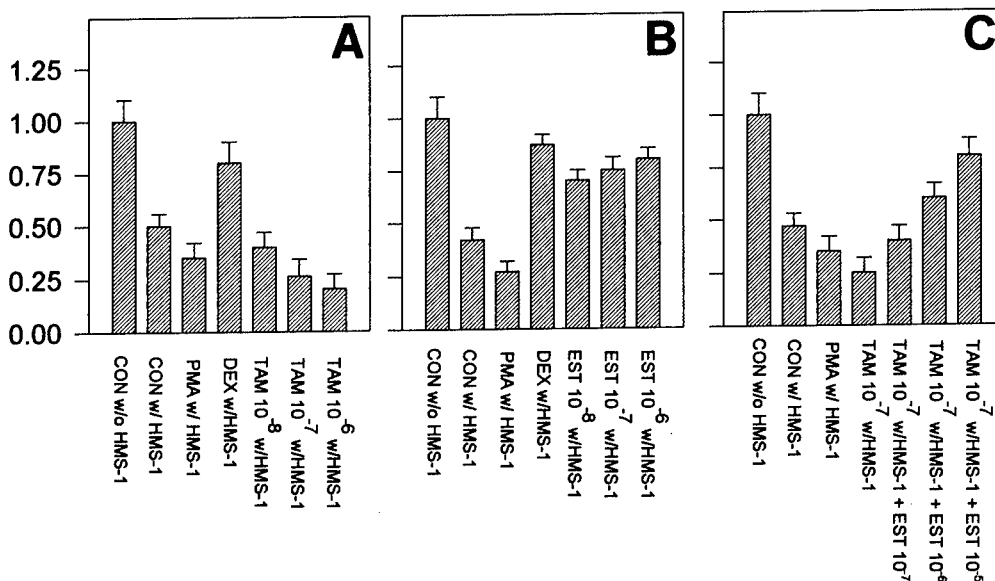 A
B
C
1.25
1.00
0.75
0.50
0.25
0.00
CON w/o HMS-1
CON w/ HMS-1
PMA w/ HMS-1
DEX w/HMS-1
TAM 10-8 w/HMS-1
TAM 10-7 w/HMS-1
TAM 10-6 w/HMS-1
CON w/o HMS-1
CON w/ HMS-1
PMA w/ HMS-1
DEX w/HMS-1
EST 10-8 w/HMS-1
EST 10-7 w/HMS-1
EST 10-6 w/HMS-1
CON w/o HMS-1
CON w/ HMS-1
PMA w/ HMS-1
TAM 10-7 w/HMS-1
TAM 10-7 w/HMS-1 + EST 10-7
TAM 10-7 w/HMS-1 + EST 10-6
TAM 10-7 w/HMS-1 + EST 10-5